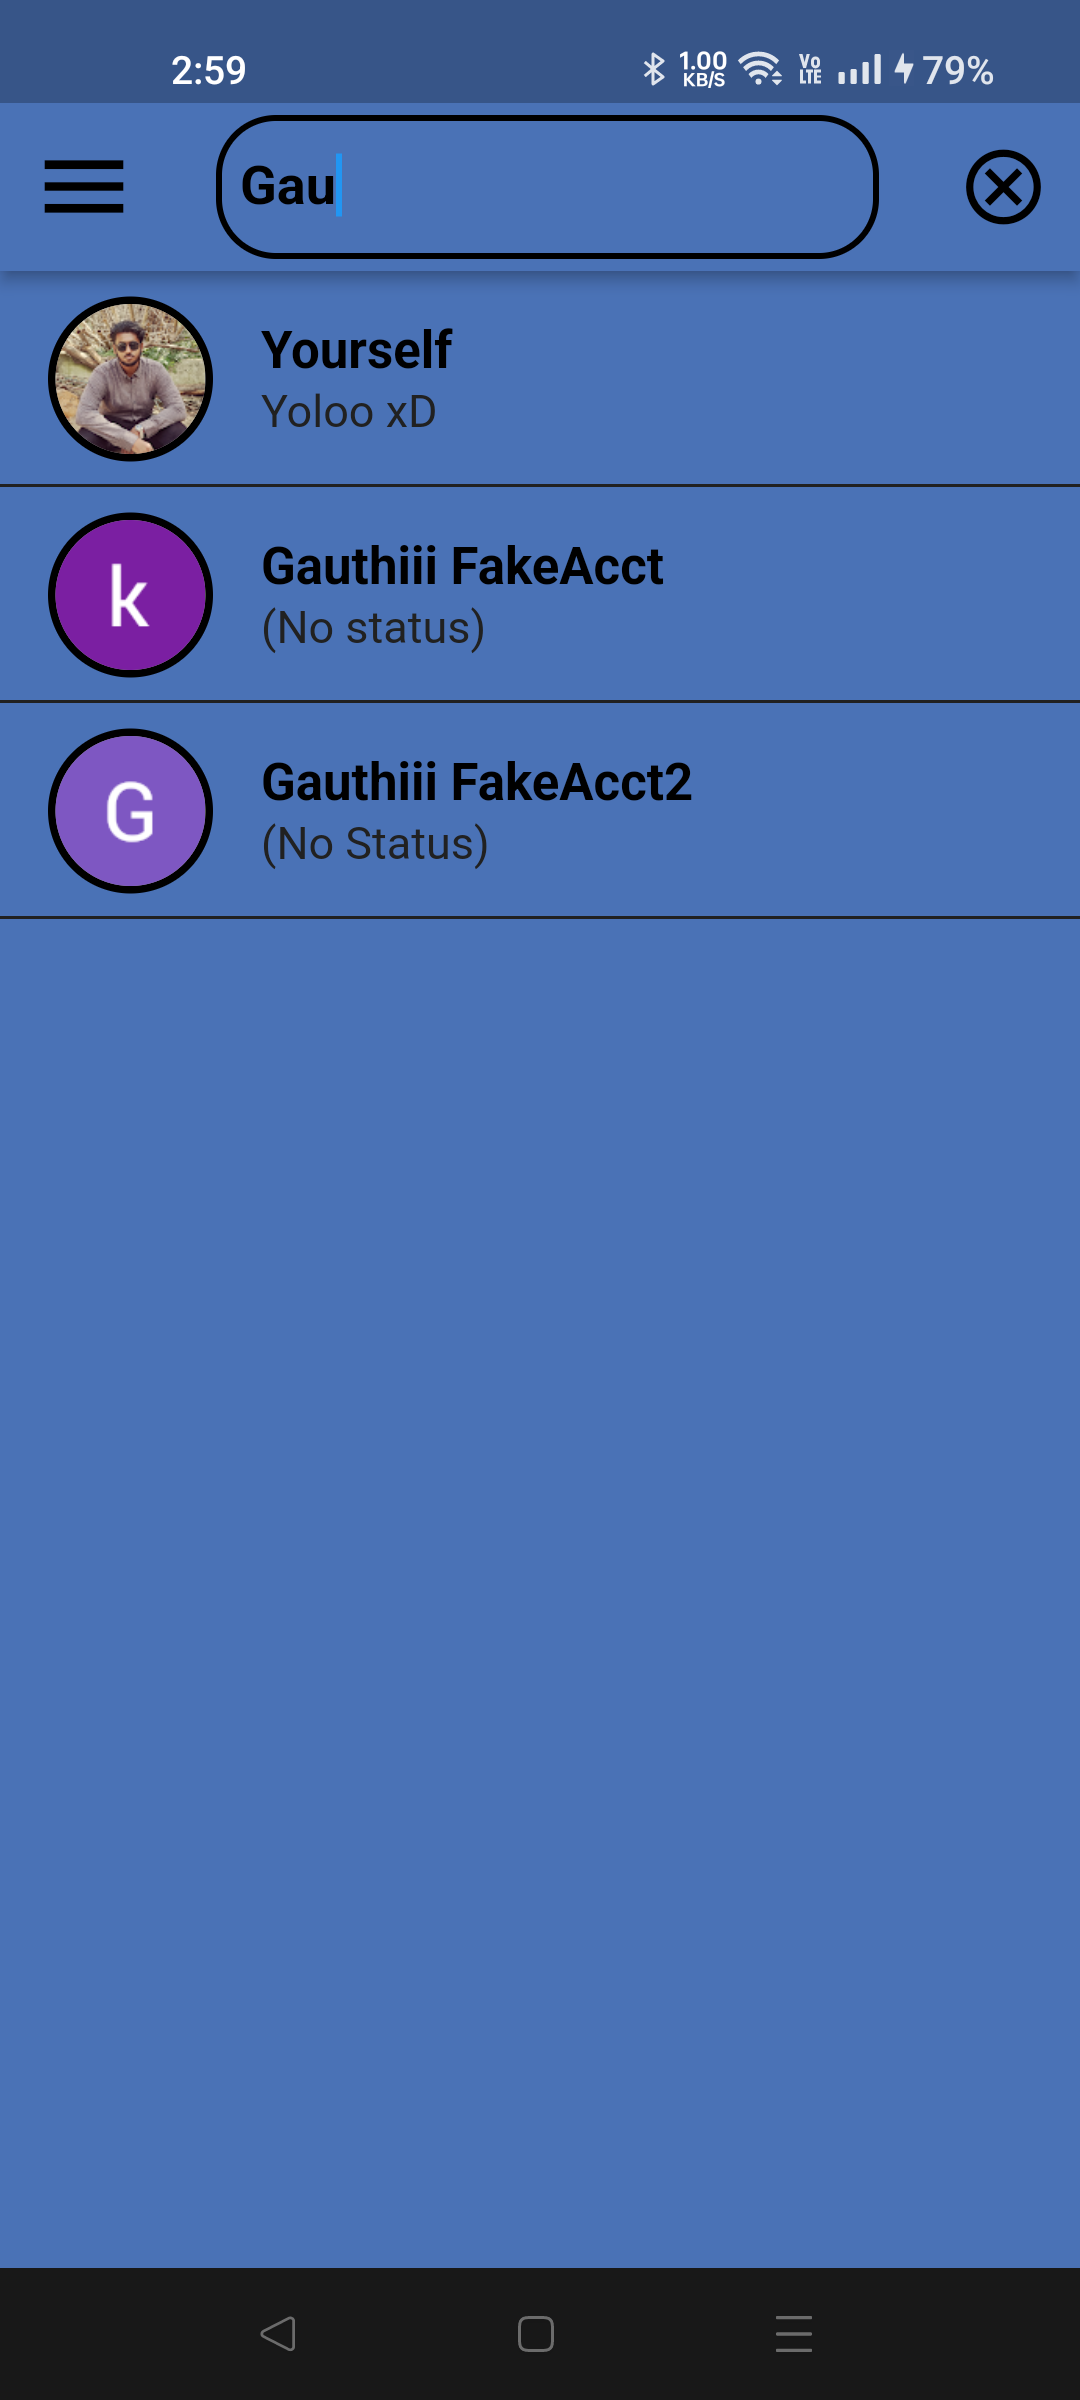 2:59
1.00
KB/S
Vo
LTE
79%
Gau
Yourself
Yoloo xD
k
Gauthiii FakeAcct
(No status)
G
Gauthiii FakeAcct2
(No Status)